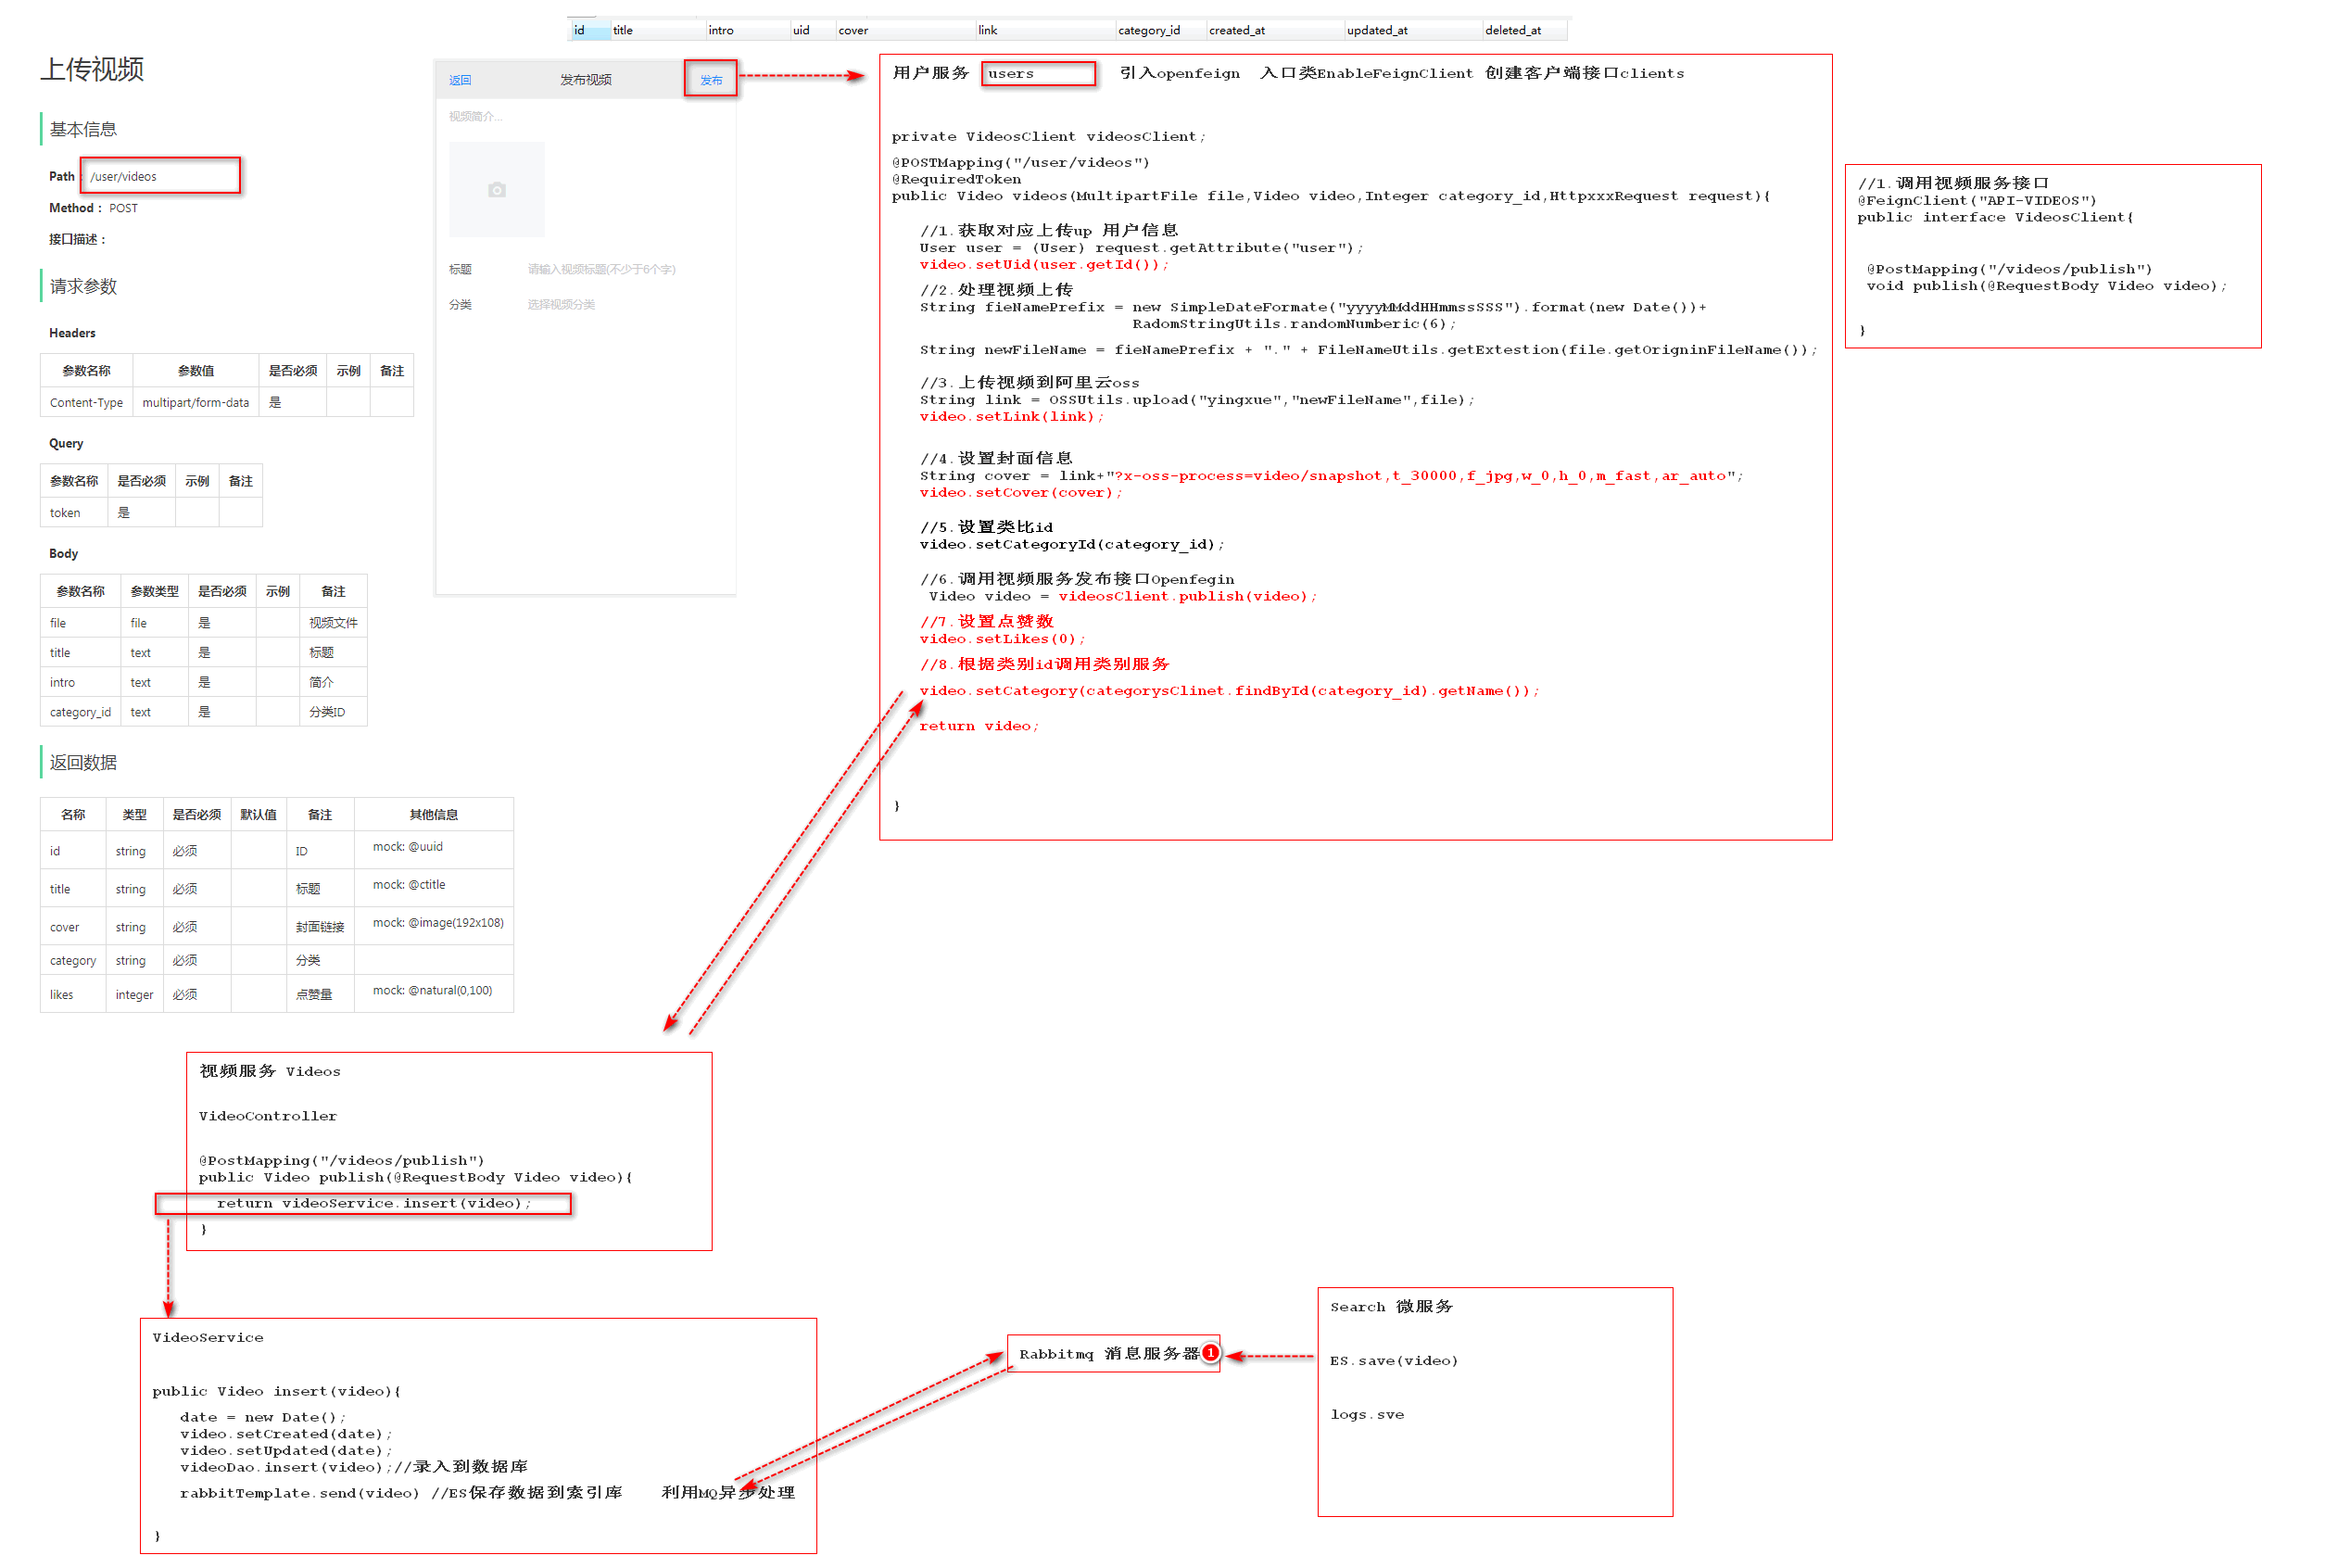 id title intro uid cover link category_id created_at updated_at deleted_at
上传视频
基本信息
Path： /user/videos
Method： POST
接口描述：
请求参数
Headers
参数名称 参数值 是否必须 示例 备注
Content-Type multipart/form-data 是
Query
参数名称 是否必须 示例 备注
token 是
Body
参数名称 参数类型 是否必须 示例 备注
file file 是 视频文件
title text 是 标题
intro text 是 简介
category_id text 是 分类ID
返回数据
名称 类型 是否必须 默认值 备注 其他信息
id string 必须 ID mock: @uuid
title string 必须 标题 mock: @ctitle
cover string 必须 封面链接 mock: @image(192x108)
category string 必须 分类
likes integer 必须 点赞量 mock: @natural(0,100)
返回 发布视频 发布
视频简介...
标题 请输入视频标题(不少于6个字)
分类 选择视频分类
用户服务 users 引入openfeign 入口类EnableFeignClient 创建客户端接口clients
private VideosClient videosClient;
@POSTMapping("/user/videos")
@RequiredToken
public Video videos(MultipartFile file,Video video,Integer category_id,HttpxxxRequest request){
//1.获取对应上传up 用户信息
User user = (User) request.getAttribute("user");
video.setUid(user.getId());
//2.处理视频上传
String fieNamePrefix = new SimpleDateFormate("yyyyMMddHHmmssSSS").format(new Date())+
RadomStringUtils.randomNumberic(6);
String newFileName = fieNamePrefix + "." + FileNameUtils.getExtestion(file.getOrigninFileName());
//3.上传视频到阿里云oss
String link = OSSUtils.upload("yingxue","newFileName",file);
video.setLink(link);
//4.设置封面信息
String cover = link+"?x-oss-process=video/snapshot,t_30000,f_jpg,w_0,h_0,m_fast,ar_auto";
video.setCover(cover);
//5.设置类比id
video.setCategoryId(category_id);
//6.调用视频服务发布接口Openfegin
Video video = videosClient.publish(video);
//7.设置点赞数
video.setLikes(0);
//8.根据类别id调用类别服务
video.setCategory(categorysClinet.findById(category_id).getName());
return video;
}
//1.调用视频服务接口
@FeignClient("API-VIDEOS")
public interface VideosClient{
@PostMapping("/videos/publish")
void publish(@RequestBody Video video);
}
视频服务 Videos
VideoController
@PostMapping("/videos/publish")
public Video publish(@RequestBody Video video){
return videoService.insert(video);
}
VideoService
public Video insert(video){
date = new Date();
video.setCreated(date);
video.setUpdated(date);
videoDao.insert(video);//录入到数据库
rabbitTemplate.send(video) //ES保存数据到索引库 利用MQ异步处理
}
Rabbitmq 消息服务器 1
Search 微服务
ES.save(video)
logs.sve